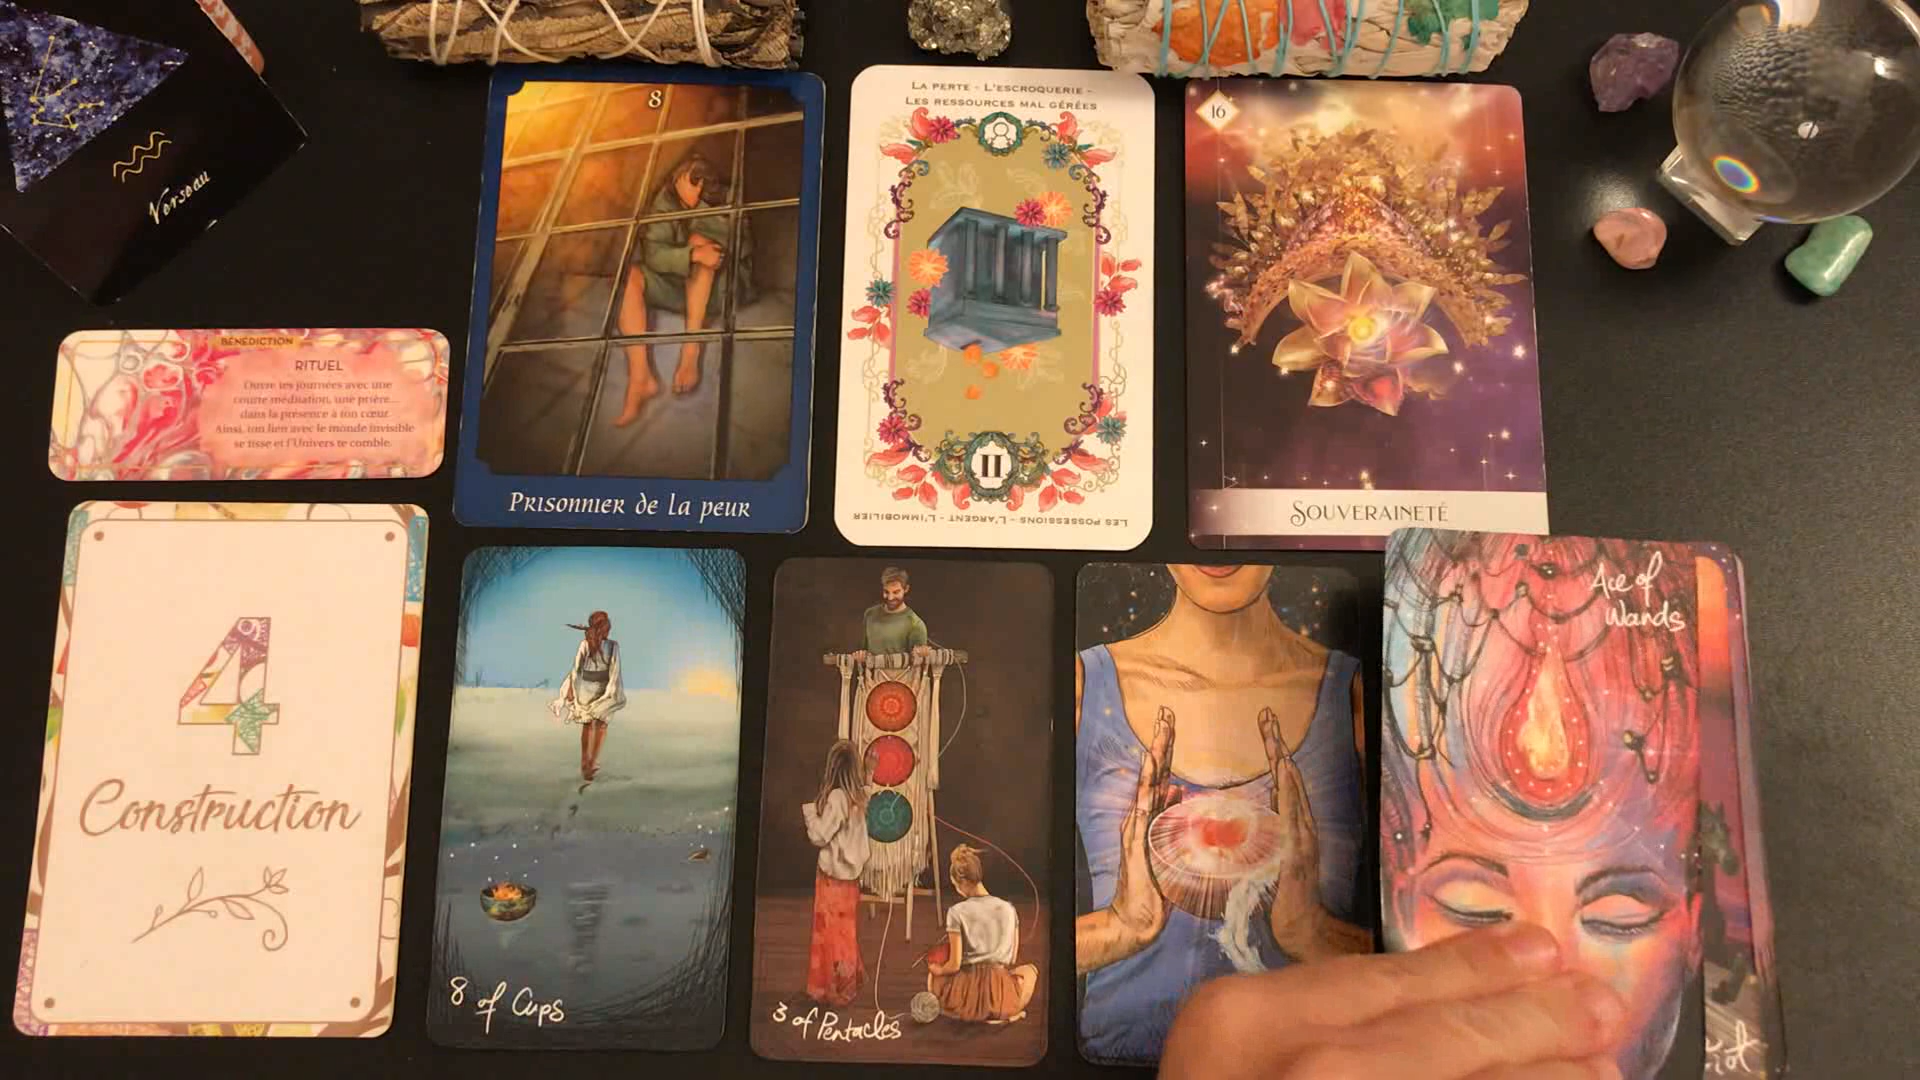 Verseau
BÉNÉDICTION
RITUEL
Ouvre tes journées avec une
courte méditation, une prière...
dans la présence à ton cœur.
Ainsi, ton lien avec le monde invisible
se tisse et l'Univers te comble.
8
Prisonnier de la peur
La perte - L'escroquerie -
Les ressources mal gérées
II
Les possessions - L'argent - L'immobilier
16
Souveraineté
4
Construction
8 of Cups
3 of Pentacles
Ace of
Wands